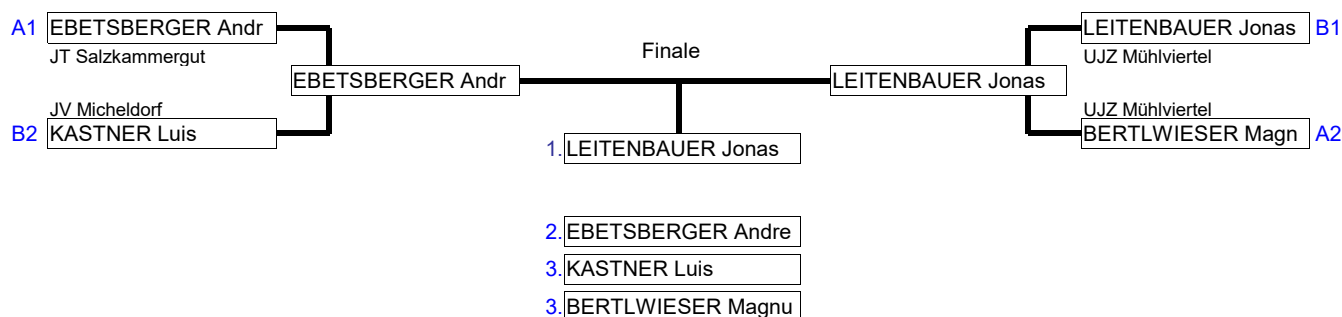 A1 EBETSBERGER Andr
JT Salzkammergut
JV Micheldorf
B2 KASTNER Luis
EBETSBERGER Andr
Finale
LEITENBAUER Jonas
LEITENBAUER Jonas B1
UJZ Mühlviertel
UJZ Mühlviertel
BERTLWIESER Magn A2
1. LEITENBAUER Jonas
2. EBETSBERGER Andre
3. KASTNER Luis
3. BERTLWIESER Magnu